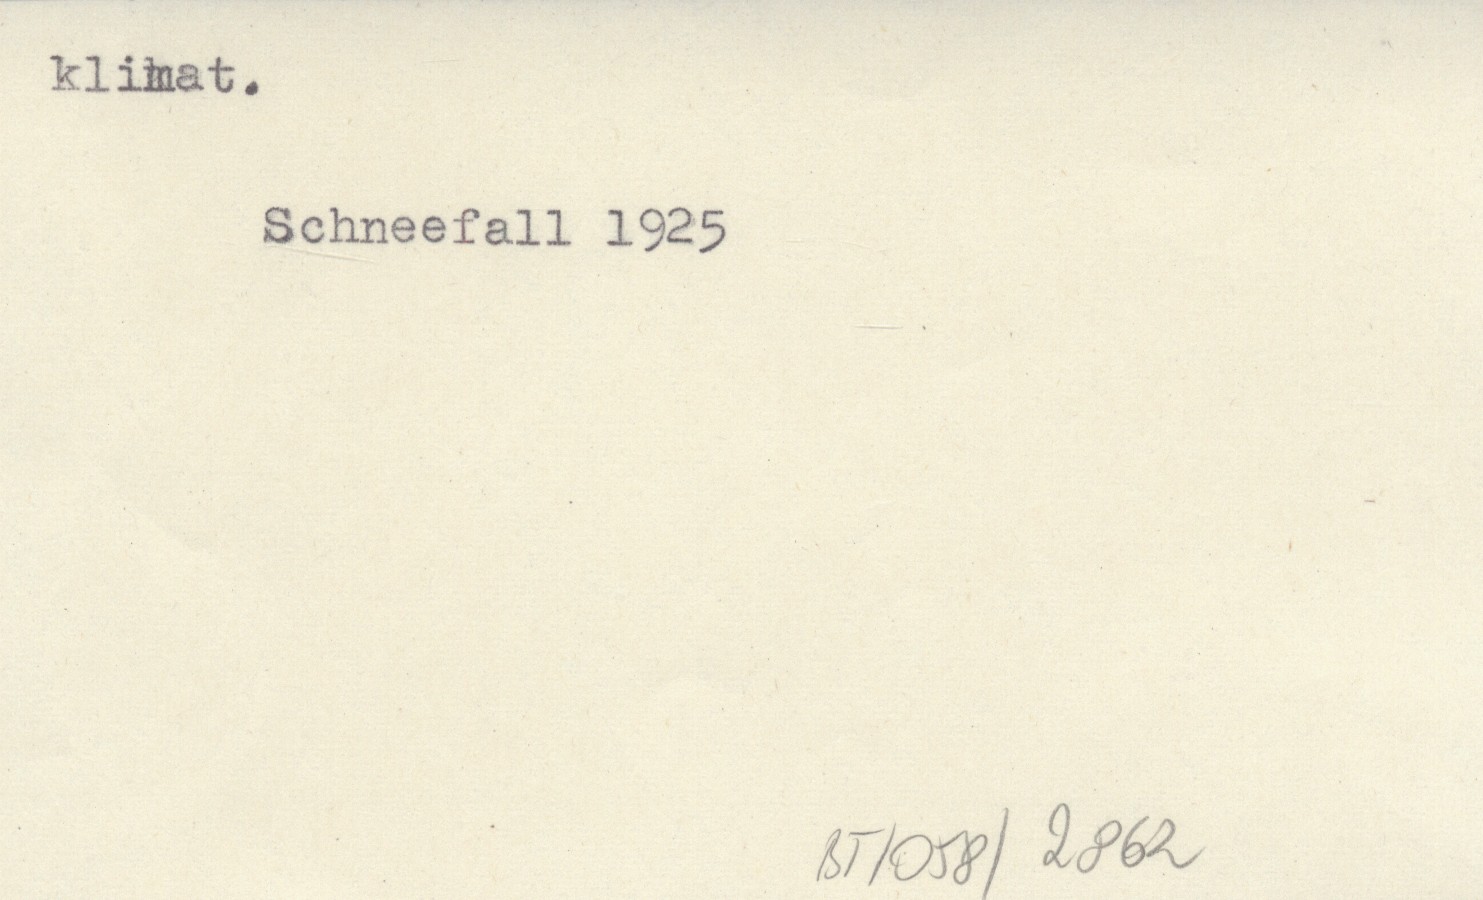 klimat.
Schneefall 1925
BT/058/ 2862